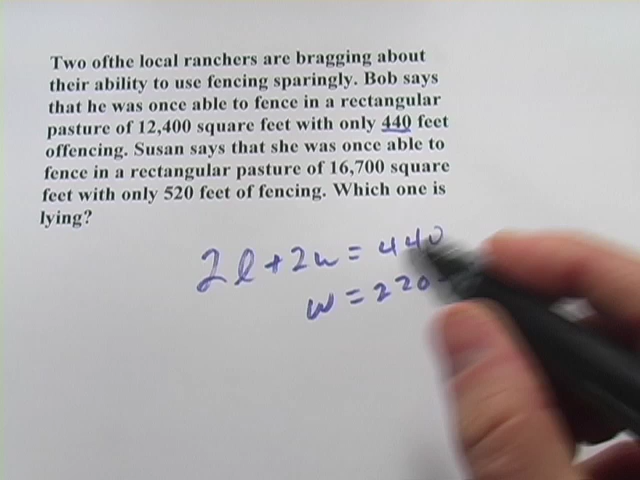 Two ofthe local ranchers are bragging about
their ability to use fencing sparingly. Bob says
that he was once able to fence in a rectangular
pasture of 12,400 square feet with only 440 feet
offencing. Susan says that she was once able to
fence in a rectangular pasture of 16,700 square
feet with only 520 feet of fencing. Which one is
lying?
2l + 2w = 440
w = 220